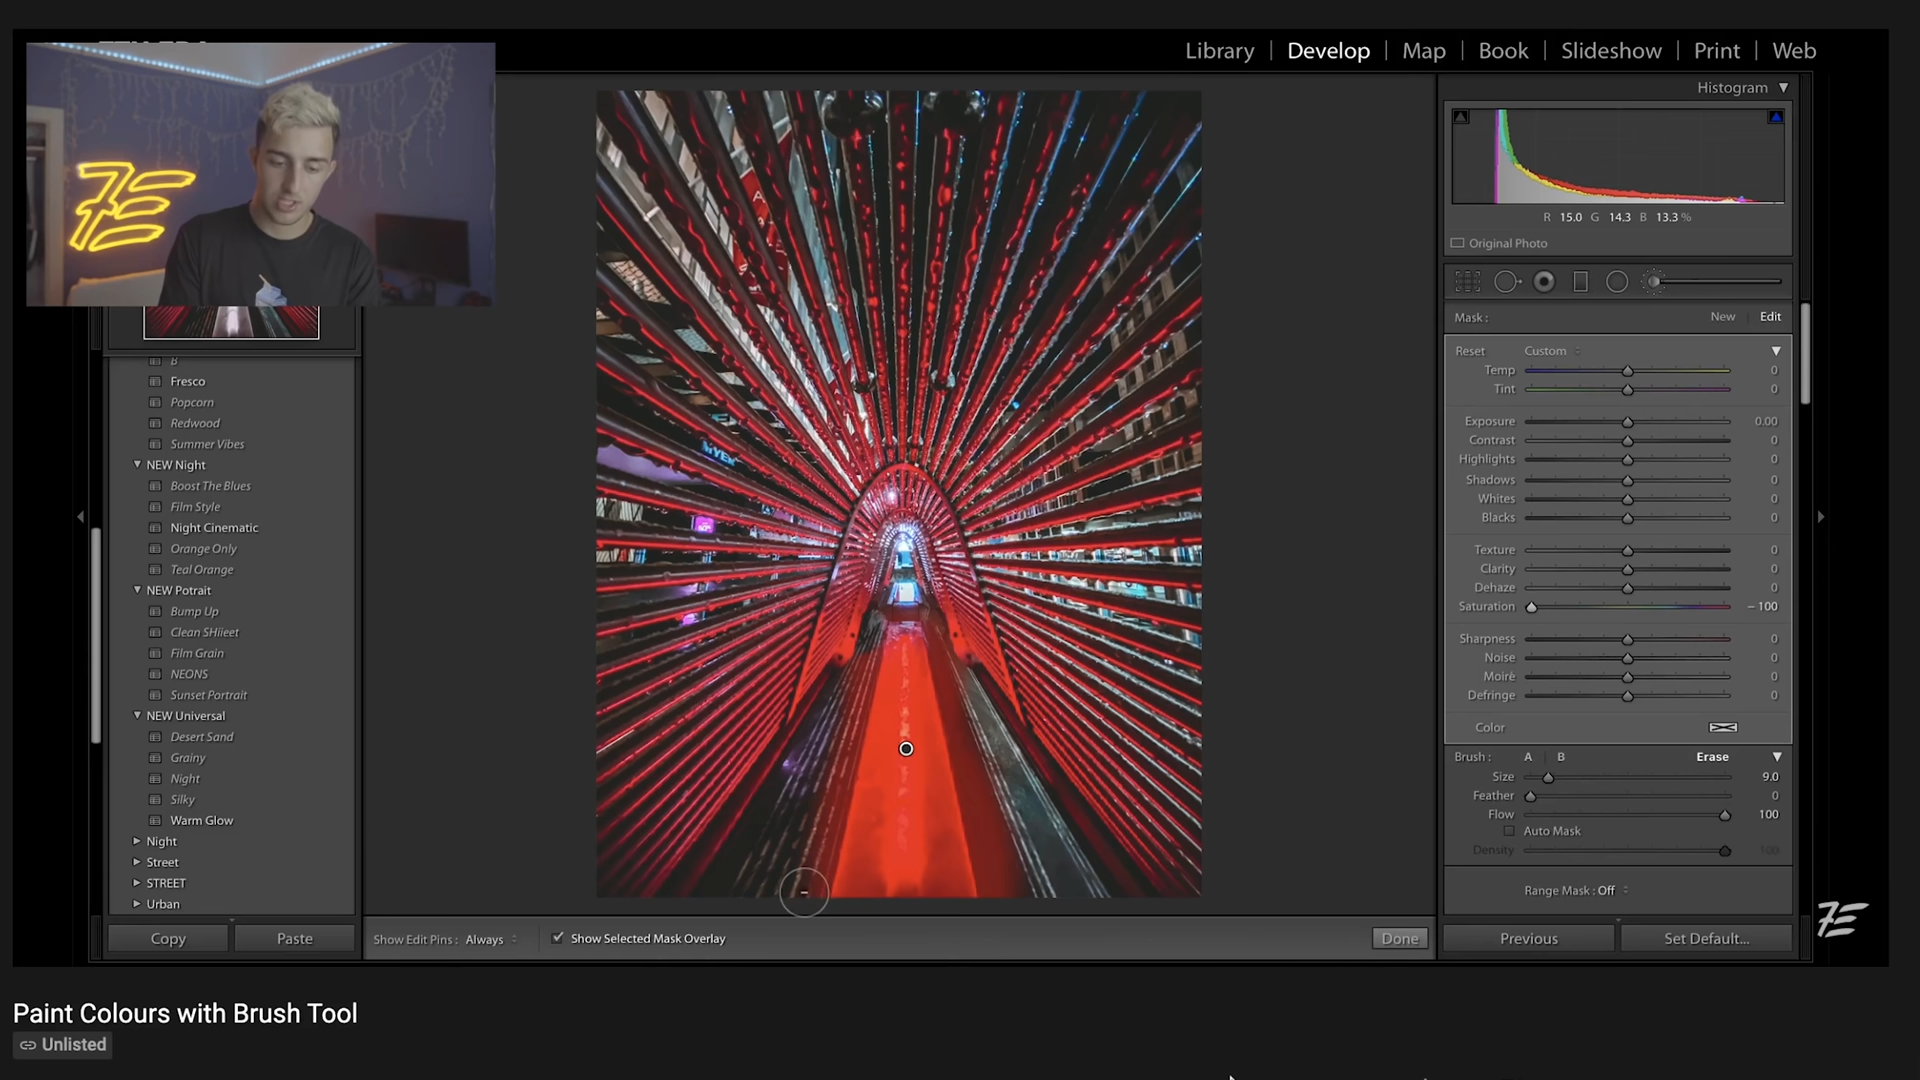 Library | Develop | Map | Book | Slideshow | Print | Web
Histogram
R 15.0 G 14.3 B 13.3 %
Original Photo
Mask : New Edit
Reset Custom
Temp 0
Tint 0
Exposure 0.00
Contrast 0
Highlights 0
Shadows 0
Whites 0
Blacks 0
Texture 0
Clarity 0
Dehaze 0
Saturation – 100
Sharpness 0
Noise 0
Moirè 0
Defringe 0
Color
Brush : A | B Erase
Size 9.0
Feather 0
Flow 100
Auto Mask
Density 100
Range Mask : Off
Previous
Set Default...
B
Fresco
Popcorn
Redwood
Summer Vibes
NEW Night
Boost The Blues
Film Style
Night Cinematic
Orange Only
Teal Orange
NEW Potrait
Bump Up
Clean SHiieet
Film Grain
NEONS
Sunset Portrait
NEW Universal
Desert Sand
Grainy
Night
Silky
Warm Glow
Night
Street
STREET
Urban
Copy
Paste
Show Edit Pins : Always
Show Selected Mask Overlay
Done
MYER
7E
7E
Paint Colours with Brush Tool
Unlisted